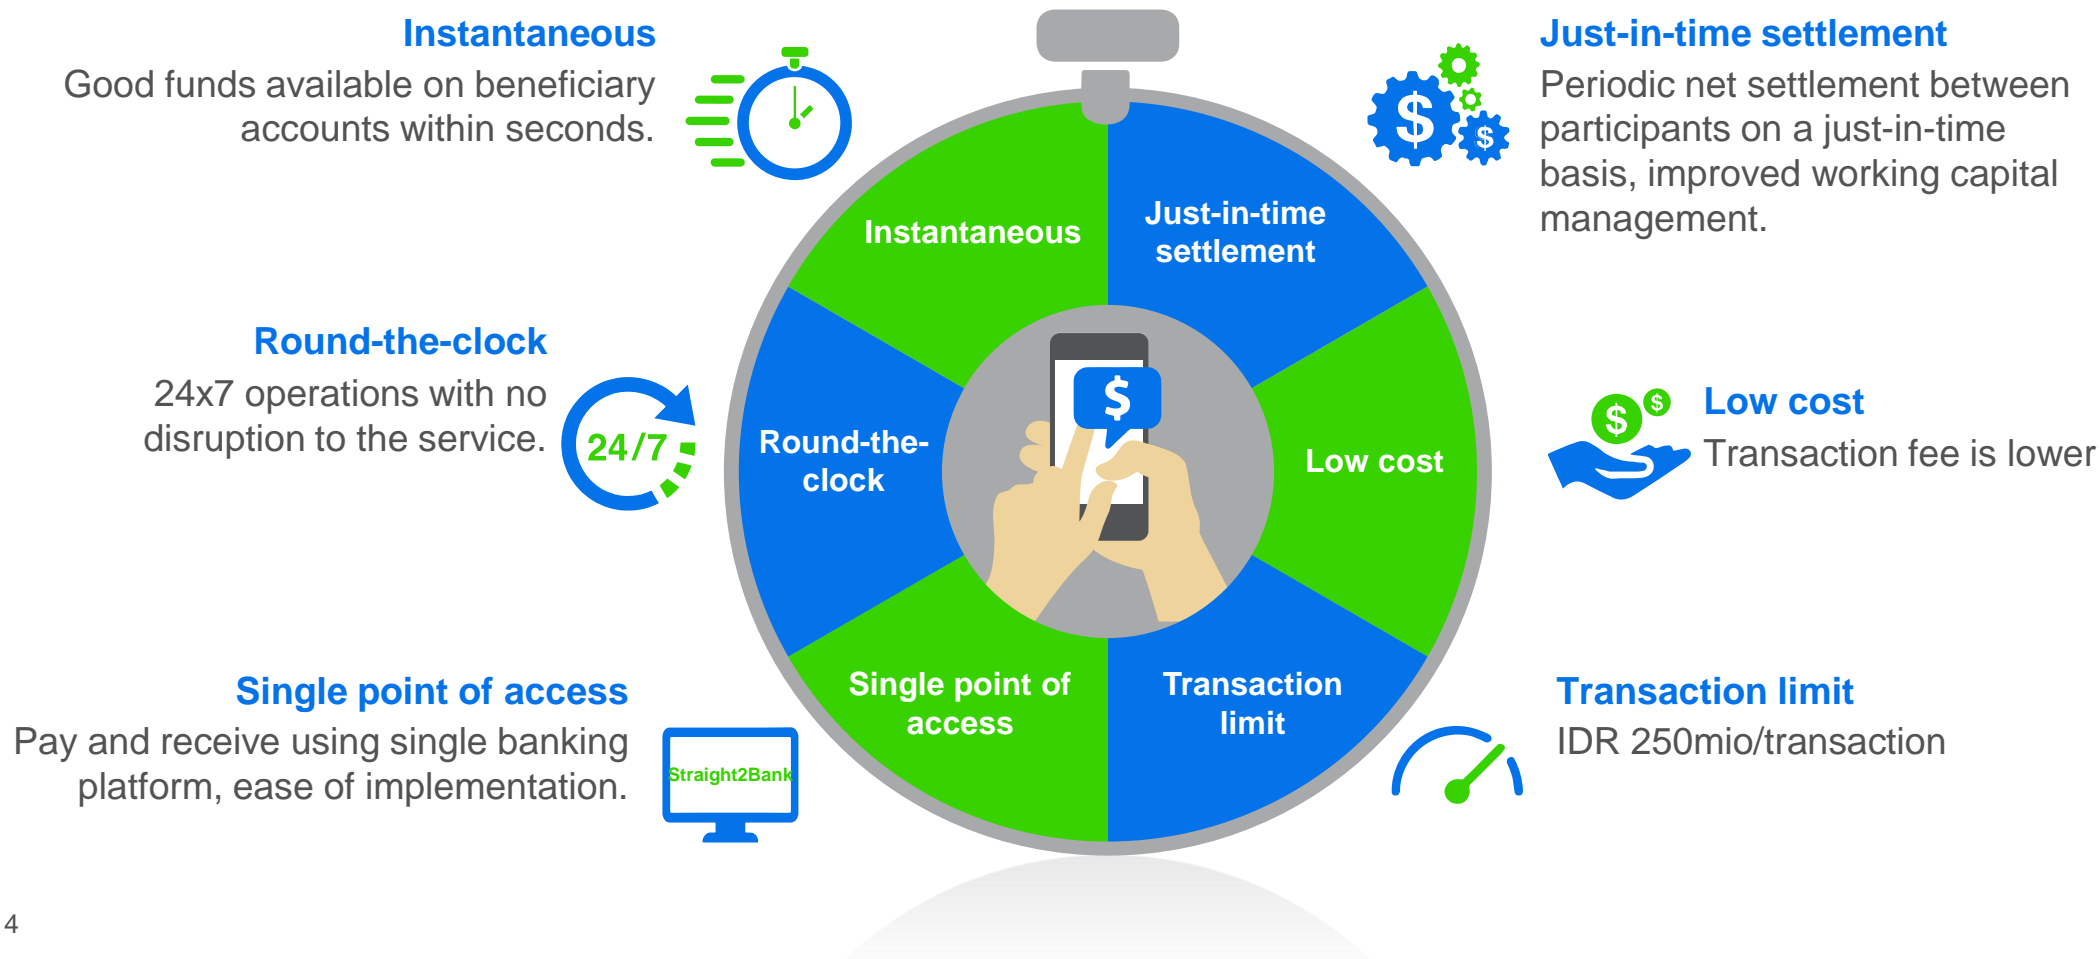 Instantaneous
Good funds available on beneficiary
accounts within seconds.
Round-the-clock
24x7 operations with no
disruption to the service.
24/7
Single point of access
Pay and receive using single banking
platform, ease of implementation.
Straight2Bank
Instantaneous
Just-in-time
settlement
Round-the-
clock
$
Low cost
Single point of
access
Transaction
limit
$
$
Just-in-time settlement
Periodic net settlement between
participants on a just-in-time
basis, improved working capital
management.
$
$
Low cost
Transaction fee is lower
Transaction limit
IDR 250mio/transaction
4